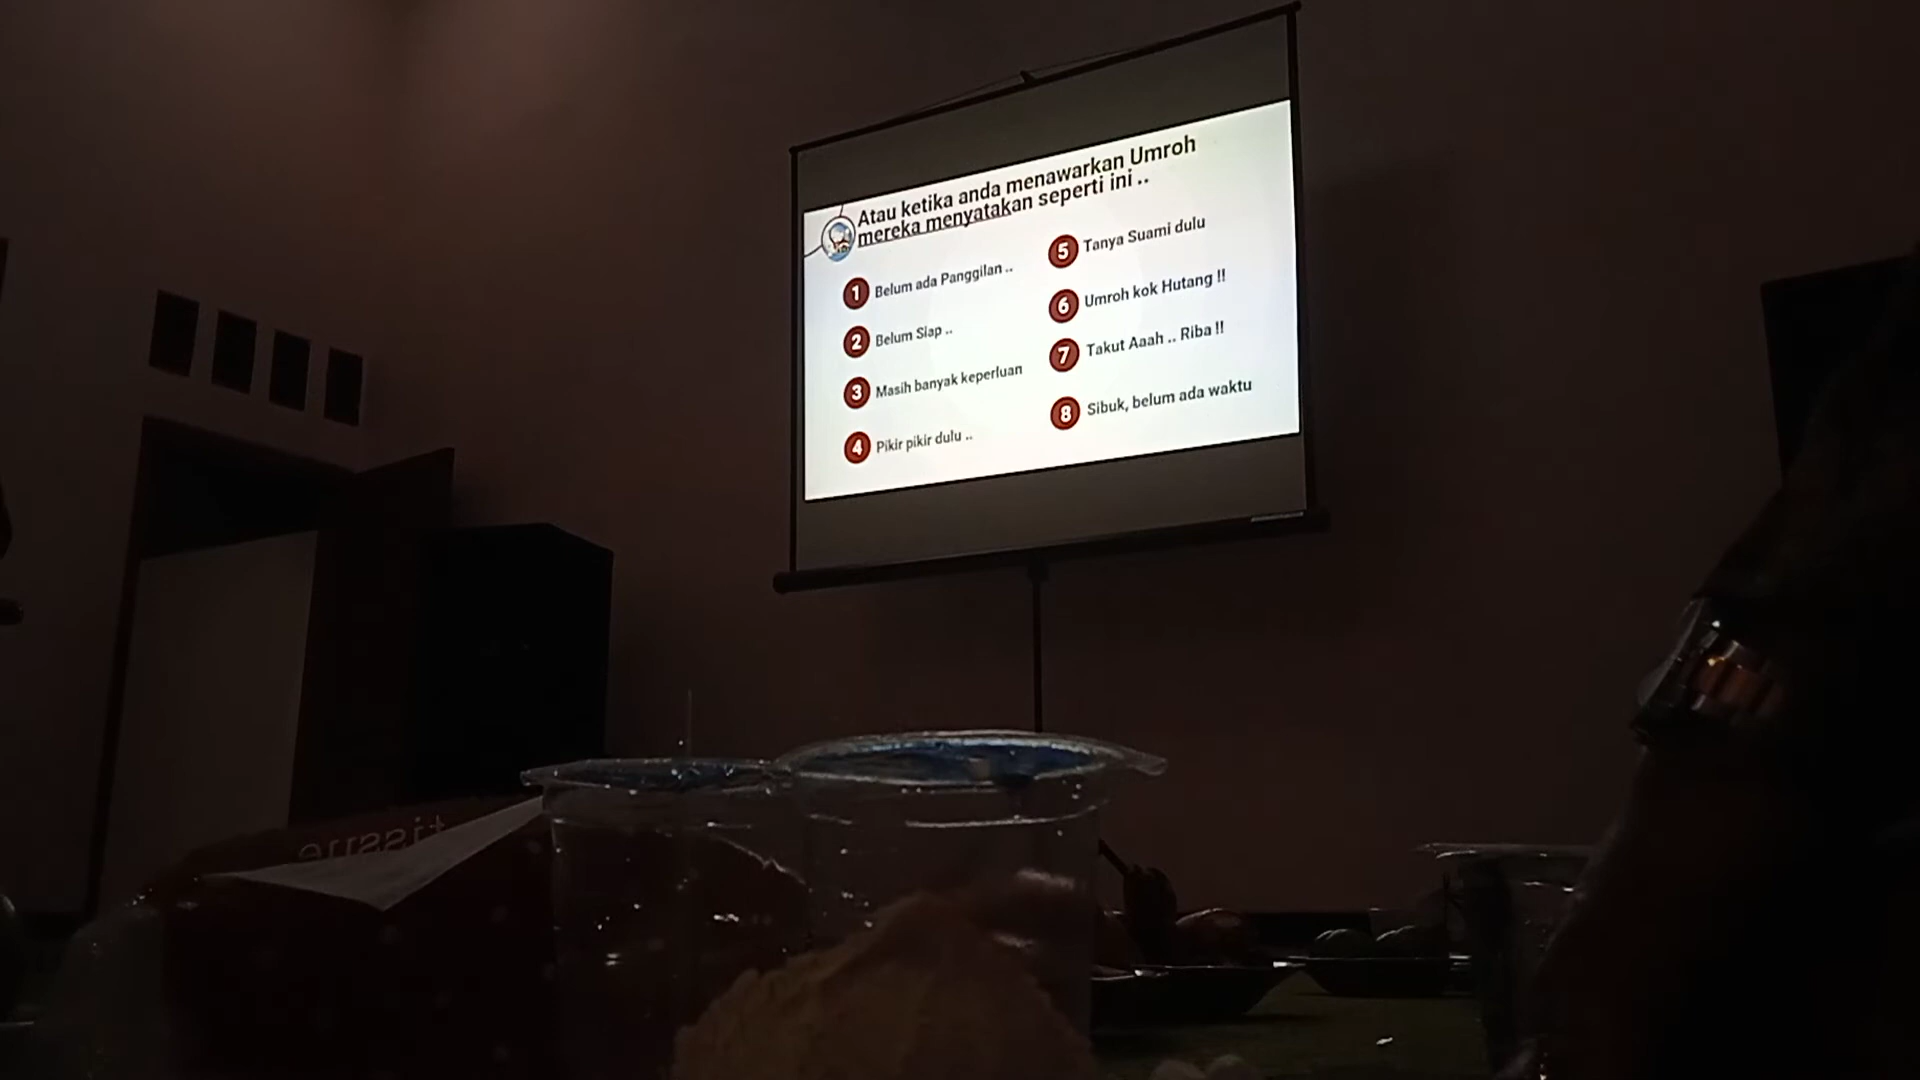 Atau ketika anda menawarkan Umroh
mereka menyatakan seperti ini ..
1 Belum ada Panggilan ..
2 Belum Siap ..
3 Masih banyak keperluan
4 Pikir pikir dulu ..
5 Tanya Suami dulu
6 Umroh kok Hutang !!
7 Takut Aaah .. Riba !!
8 Sibuk, belum ada waktu
tissue